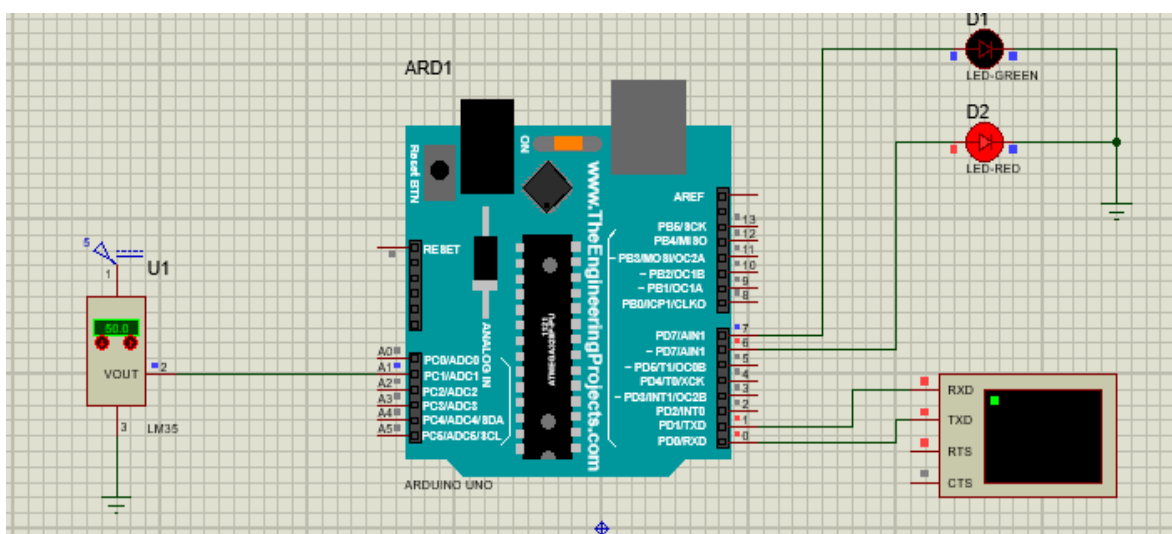 D1
LED-GREEN
D2
LED-RED
ARD1
Reset BTN
ON
www.TheEngineeringProjects.com
AREF
RESET
PB5/SCK 13
PB4/MISO 12
~PB3/MOSI/OC2A 11
~PB2/OC1B 10
~PB1/OC1A 9
PB0/ICP1/CLKO 8
PD7/AIN1 7
~PD7/AIN1 6
~PD5/T1/OC0B 5
PD4/T0/XCK 4
~PD3/INT1/OC2B 3
PD2/INT0 2
PD1/TXD 1
PD0/RXD 0
ANALOG IN
A0 PC0/ADC0
A1 PC1/ADC1
A2 PC2/ADC2
A3 PC3/ADC3
A4 PC4/ADC4/SDA
A5 PC5/ADC5/SCL
ARDUINO UNO
5
U1
1
50.0
VOUT
2
3
LM35
RXD
TXD
RTS
CTS